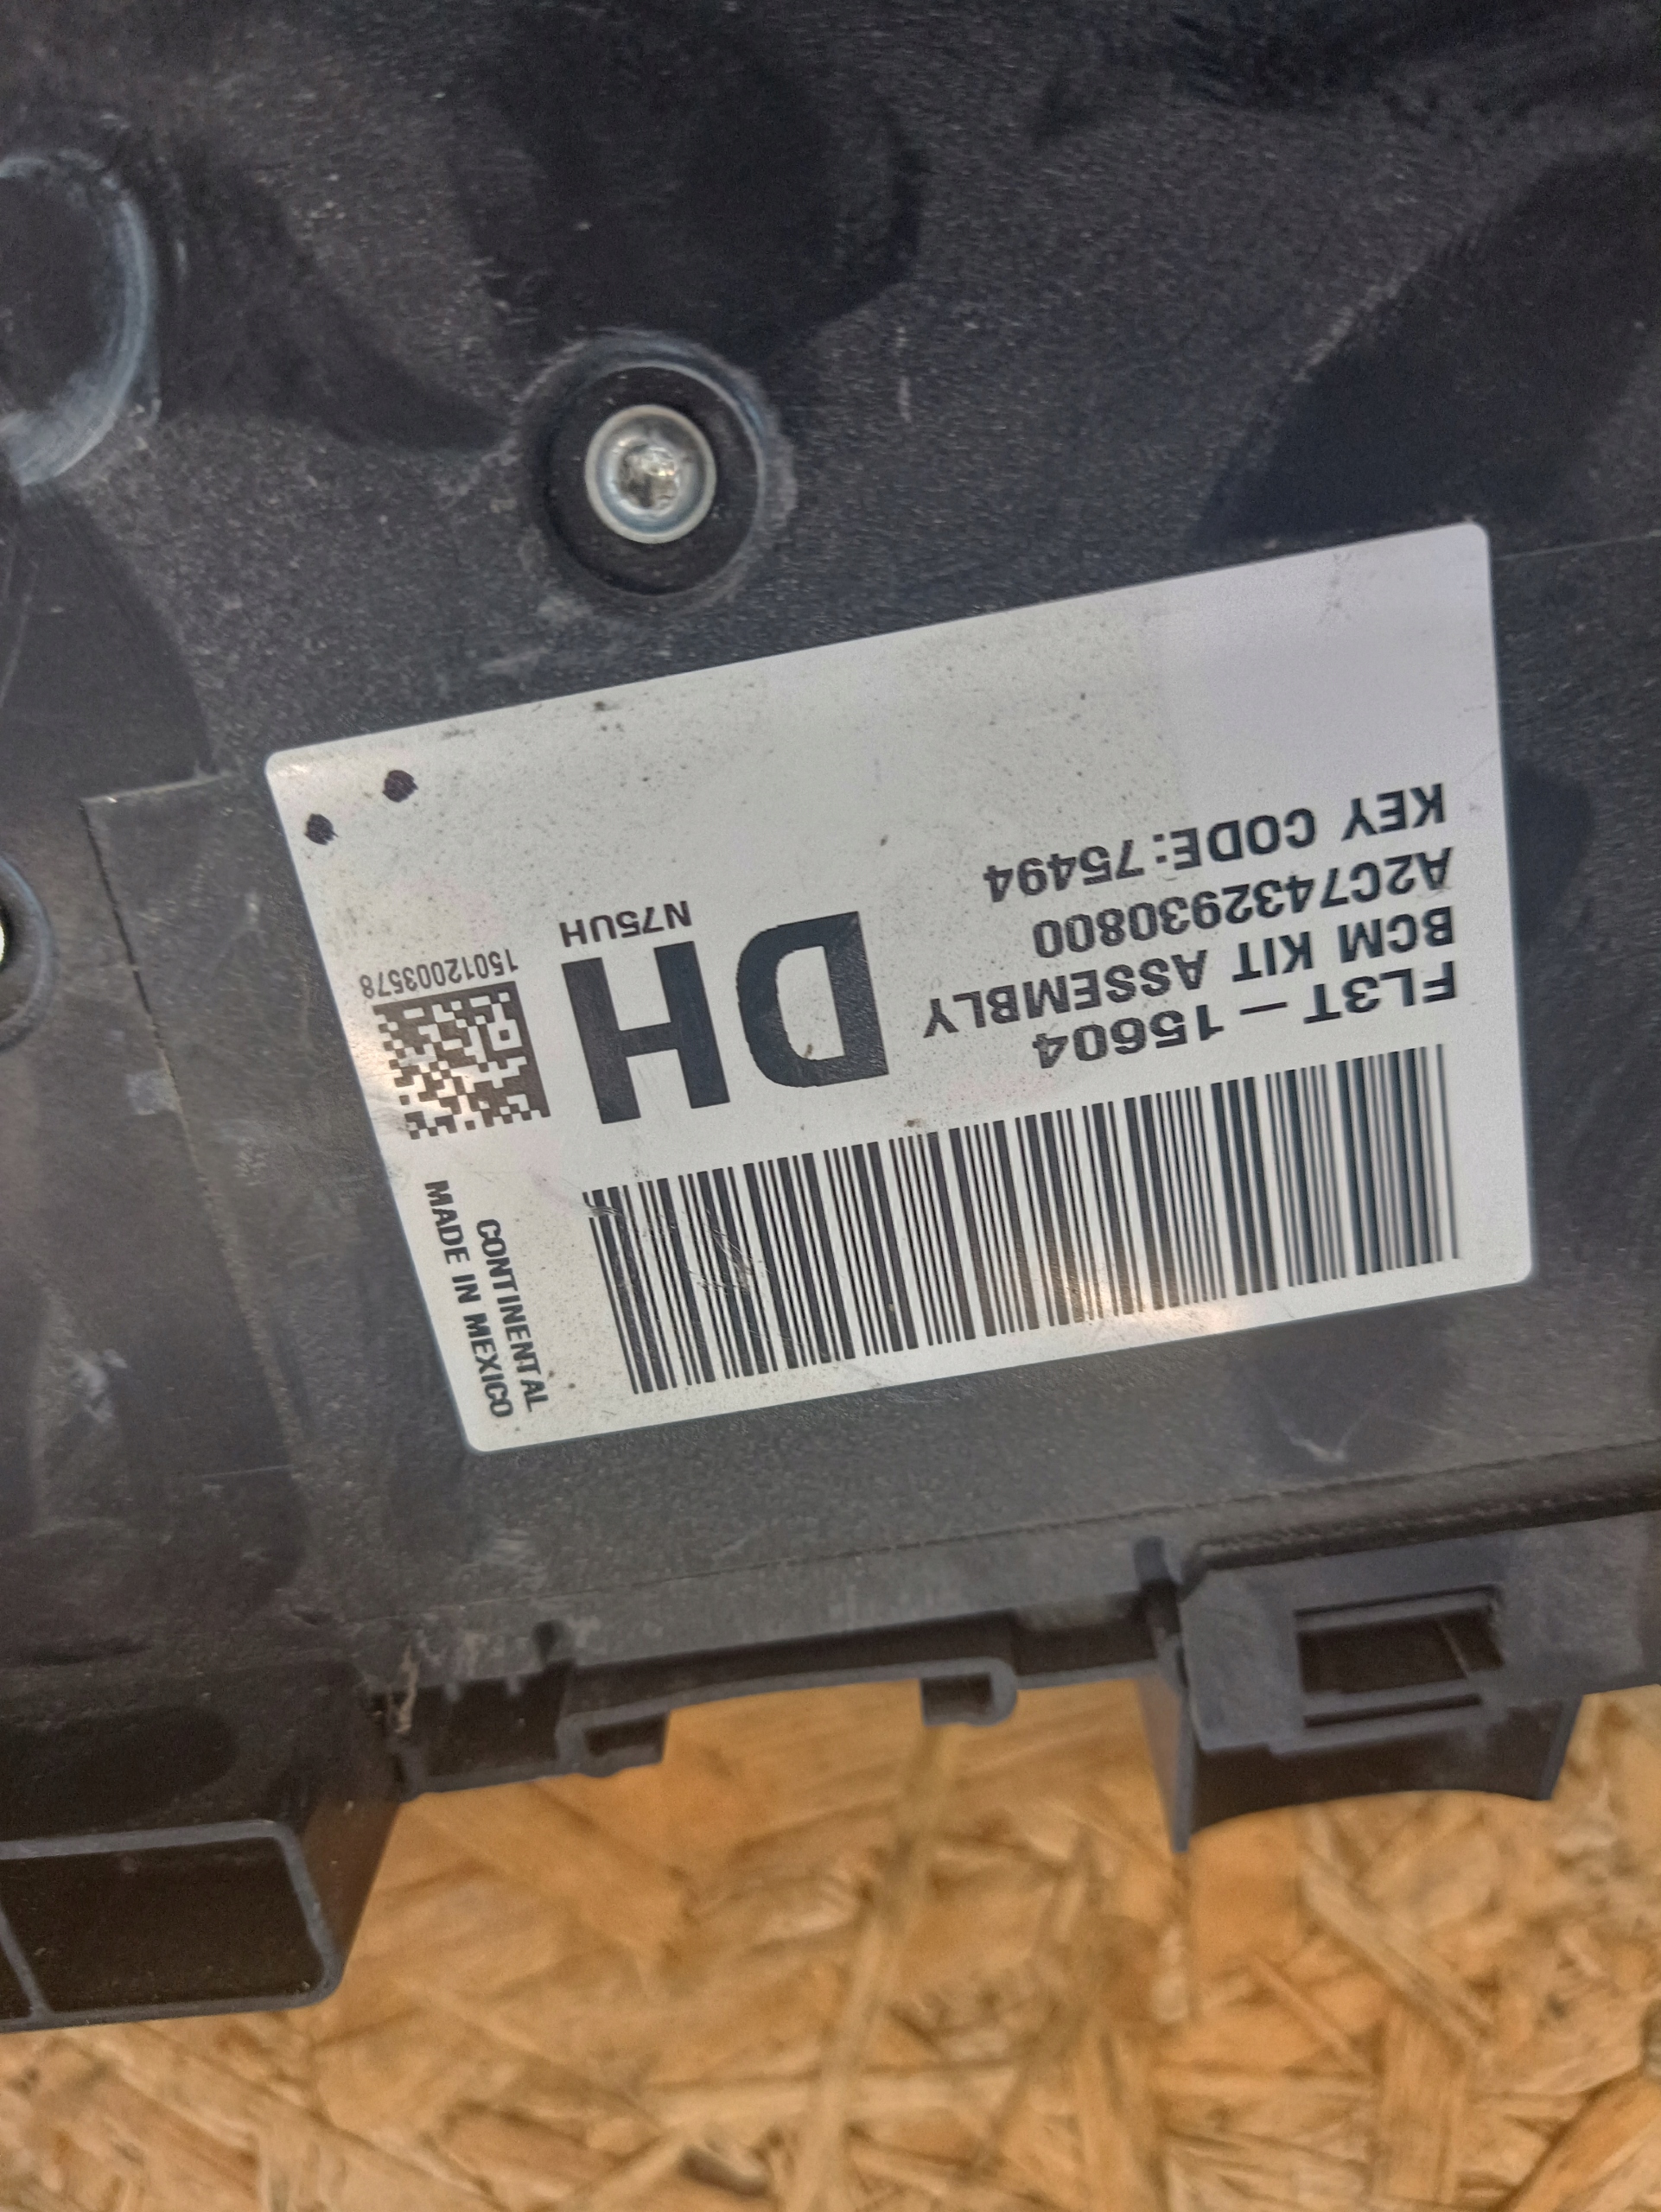 CONTINENTAL
MADE IN MEXICO
FL3T-15604
BCM KIT ASSEMBLY
A2C7432930800
KEY CODE:75494
DH
N75UH
15012003578